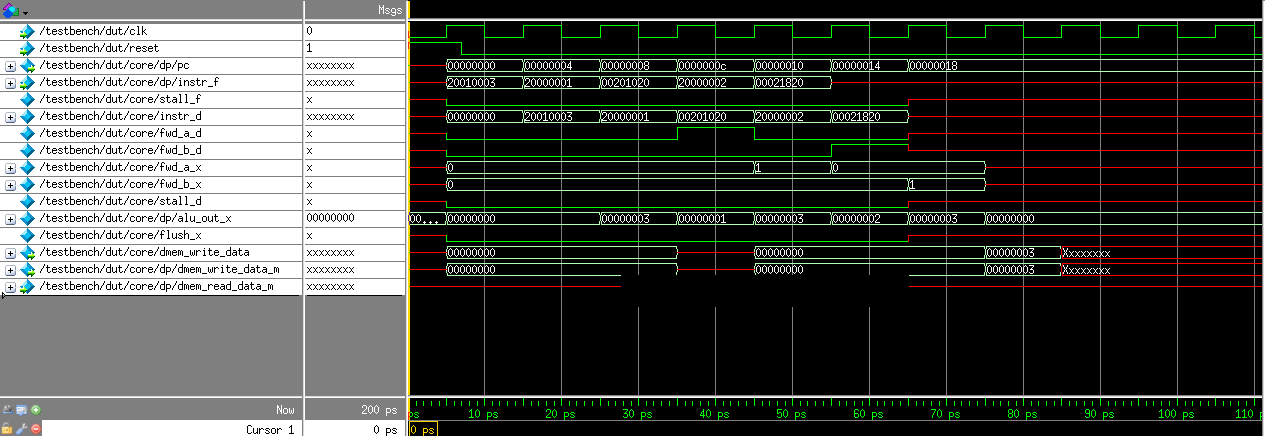 Msgs
/testbench/dut/clk 0
/testbench/dut/reset 1
/testbench/dut/core/dp/pc xxxxxxxx 00000000 00000004 00000008 0000000c 00000010 00000014 00000018
/testbench/dut/core/dp/instr_f xxxxxxxx 20010003 20000001 00201020 20000002 00021820
/testbench/dut/core/stall_f x
/testbench/dut/core/instr_d xxxxxxxx 00000000 20010003 20000001 00201020 20000002 00021820
/testbench/dut/core/fwd_a_d x
/testbench/dut/core/fwd_b_d x
/testbench/dut/core/fwd_a_x x 0 1 0
/testbench/dut/core/fwd_b_x x 0 1
/testbench/dut/core/stall_d x
/testbench/dut/core/dp/alu_out_x 00000000 00... 00000000 00000003 00000001 00000003 00000002 00000003 00000000
/testbench/dut/core/flush_x x
/testbench/dut/core/dmem_write_data xxxxxxxx 00000000 00000000 00000003 Xxxxxxxx
/testbench/dut/core/dp/dmem_write_data_m xxxxxxxx 00000000 00000000 00000003 Xxxxxxxx
/testbench/dut/core/dp/dmem_read_data_m xxxxxxxx
Now 200 ps ps 10 ps 20 ps 30 ps 40 ps 50 ps 60 ps 70 ps 80 ps 90 ps 100 ps 110 ps
Cursor 1 0 ps 0 ps